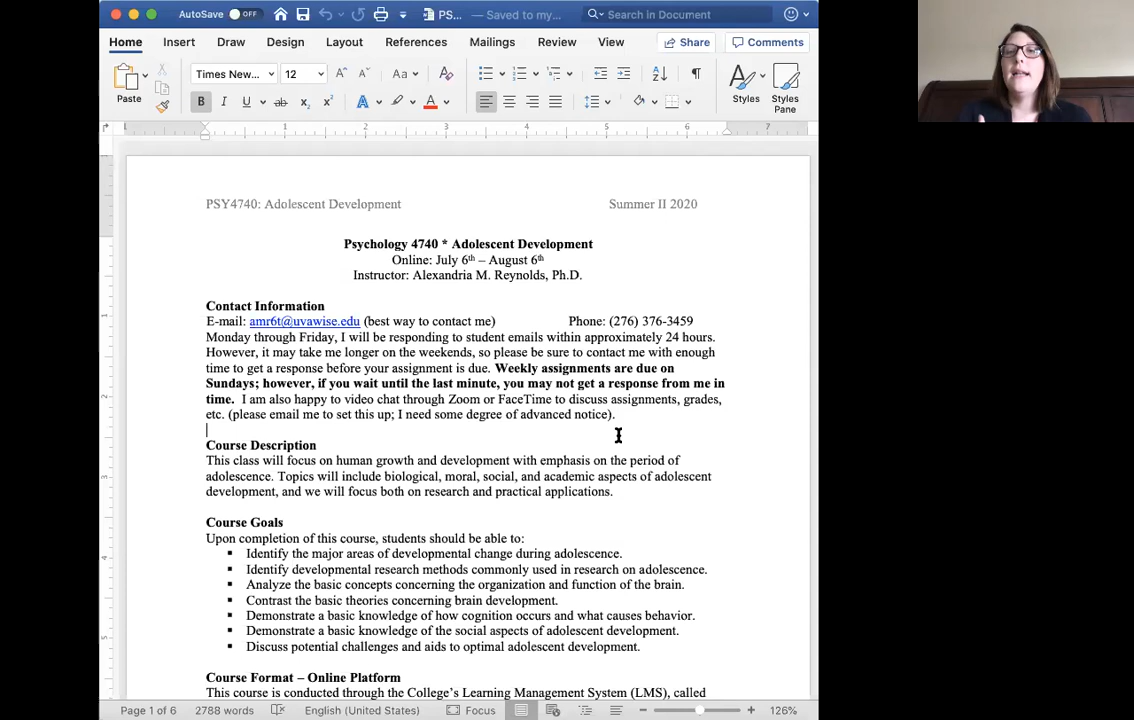 AutoSave OFF PS... — Saved to my... Search in Document
Home Insert Draw Design Layout References Mailings Review View Share Comments
Paste Times New... 12 Aa Styles Styles Pane
B I U ab x₂ x² A A
1 1 2 3 4 5 6 7
PSY4740: Adolescent Development Summer II 2020
Psychology 4740 * Adolescent Development
Online: July 6th – August 6th
Instructor: Alexandria M. Reynolds, Ph.D.
Contact Information
E-mail: amr6t@uvawise.edu (best way to contact me) Phone: (276) 376-3459
Monday through Friday, I will be responding to student emails within approximately 24 hours.
However, it may take me longer on the weekends, so please be sure to contact me with enough
time to get a response before your assignment is due. Weekly assignments are due on
Sundays; however, if you wait until the last minute, you may not get a response from me in
time. I am also happy to video chat through Zoom or FaceTime to discuss assignments, grades,
etc. (please email me to set this up; I need some degree of advanced notice).
Course Description
This class will focus on human growth and development with emphasis on the period of
adolescence. Topics will include biological, moral, social, and academic aspects of adolescent
development, and we will focus both on research and practical applications.
Course Goals
Upon completion of this course, students should be able to:
▪ Identify the major areas of developmental change during adolescence.
▪ Identify developmental research methods commonly used in research on adolescence.
▪ Analyze the basic concepts concerning the organization and function of the brain.
▪ Contrast the basic theories concerning brain development.
▪ Demonstrate a basic knowledge of how cognition occurs and what causes behavior.
▪ Demonstrate a basic knowledge of the social aspects of adolescent development.
▪ Discuss potential challenges and aids to optimal adolescent development.
Course Format – Online Platform
This course is conducted through the College's Learning Management System (LMS), called
Page 1 of 6 2788 words English (United States) Focus 126%